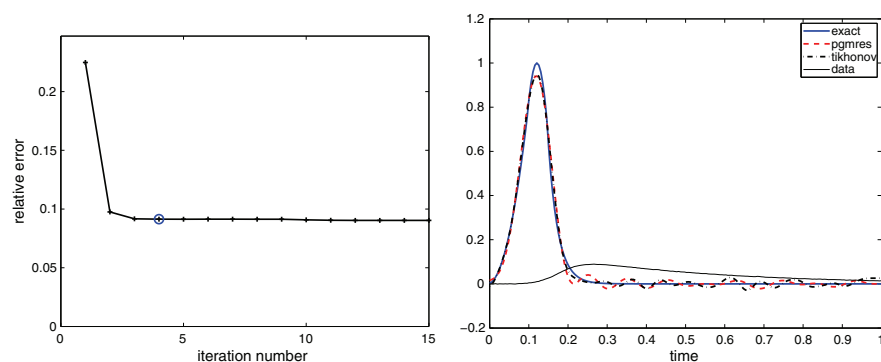 0.2
0.15
0.1
0.05
0
relative error
0 5 10 15
iteration number
1.2
1
0.8
0.6
0.4
0.2
0
−0.2
0 0.1 0.2 0.3 0.4 0.5 0.6 0.7 0.8 0.9 1
time
exact
pgmres
tikhonov
data